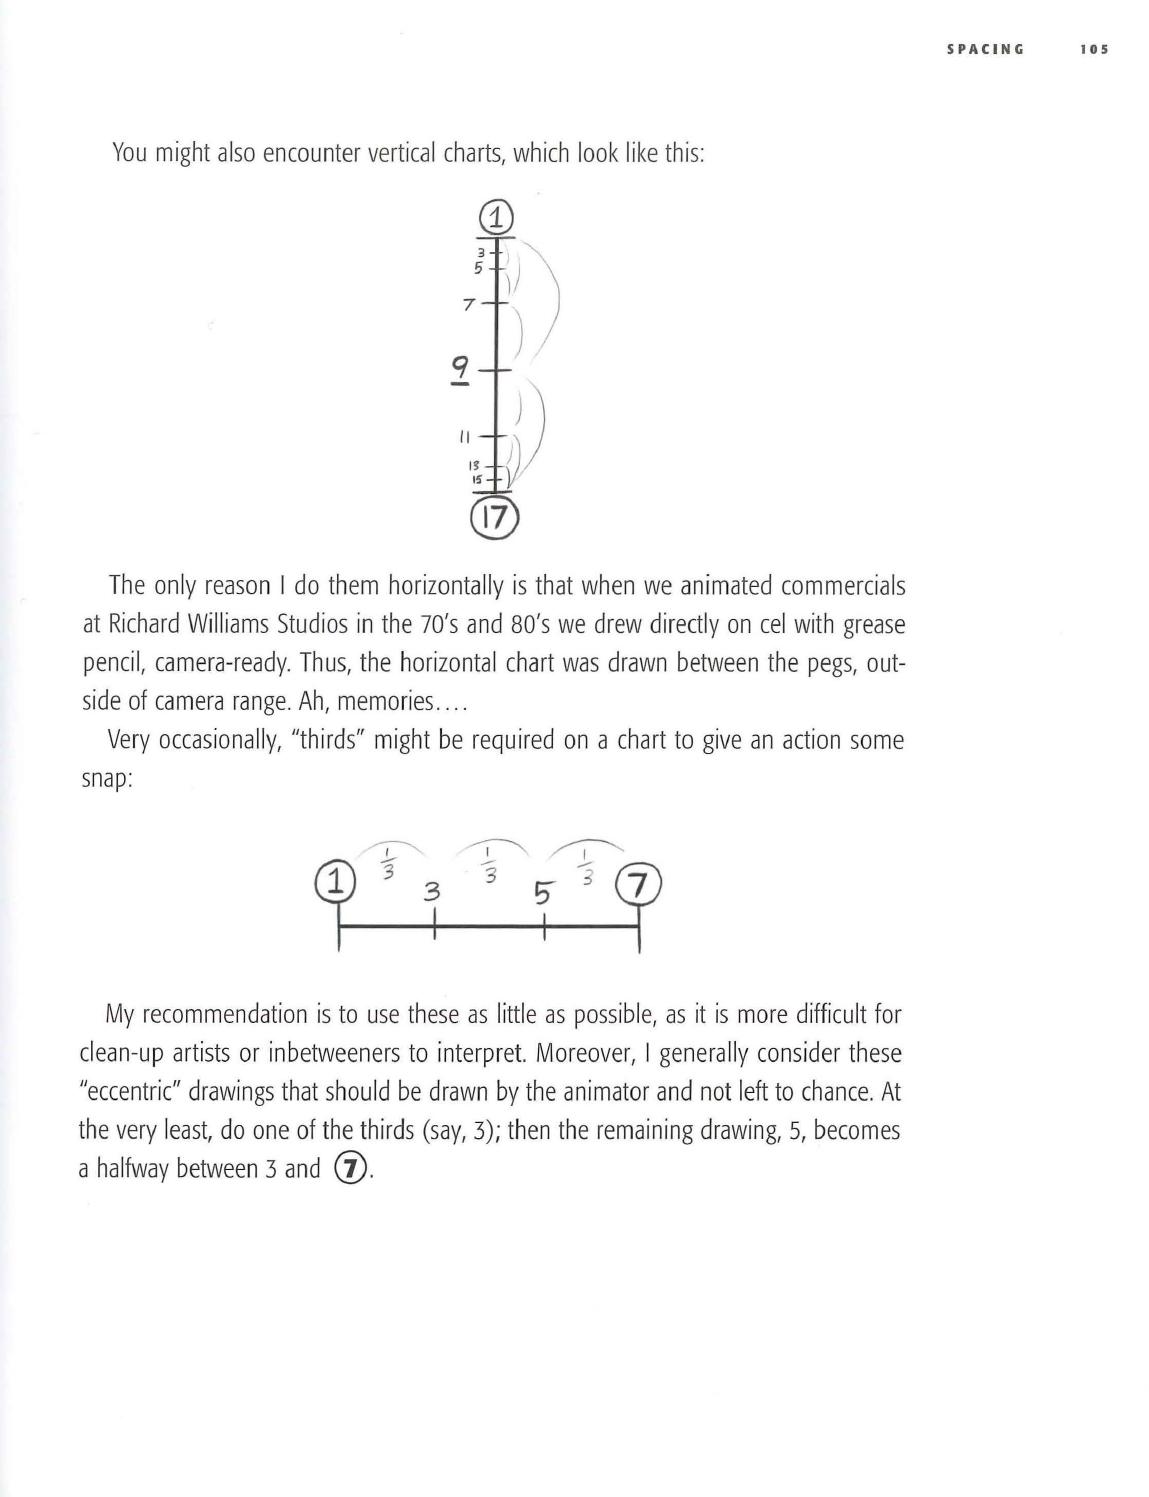 SPACING 105
You might also encounter vertical charts, which look like this:
1
3
5
7
9
11
13
15
17
The only reason I do them horizontally is that when we animated commercials
at Richard Williams Studios in the 70's and 80's we drew directly on cel with grease
pencil, camera-ready. Thus, the horizontal chart was drawn between the pegs, out-
side of camera range. Ah, memories....
Very occasionally, "thirds" might be required on a chart to give an action some
snap:
1 1/3 3 1/3 5 1/3 7
My recommendation is to use these as little as possible, as it is more difficult for
clean-up artists or inbetweeners to interpret. Moreover, I generally consider these
"eccentric" drawings that should be drawn by the animator and not left to chance. At
the very least, do one of the thirds (say, 3); then the remaining drawing, 5, becomes
a halfway between 3 and 7.